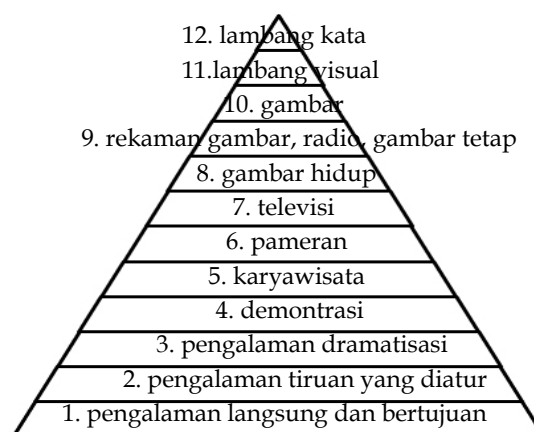 12. lambang kata
11.lambang visual
10. gambar
9. rekaman gambar, radio, gambar tetap
8. gambar hidup
7. televisi
6. pameran
5. karyawisata
4. demontrasi
3. pengalaman dramatisasi
2. pengalaman tiruan yang diatur
1. pengalaman langsung dan bertujuan